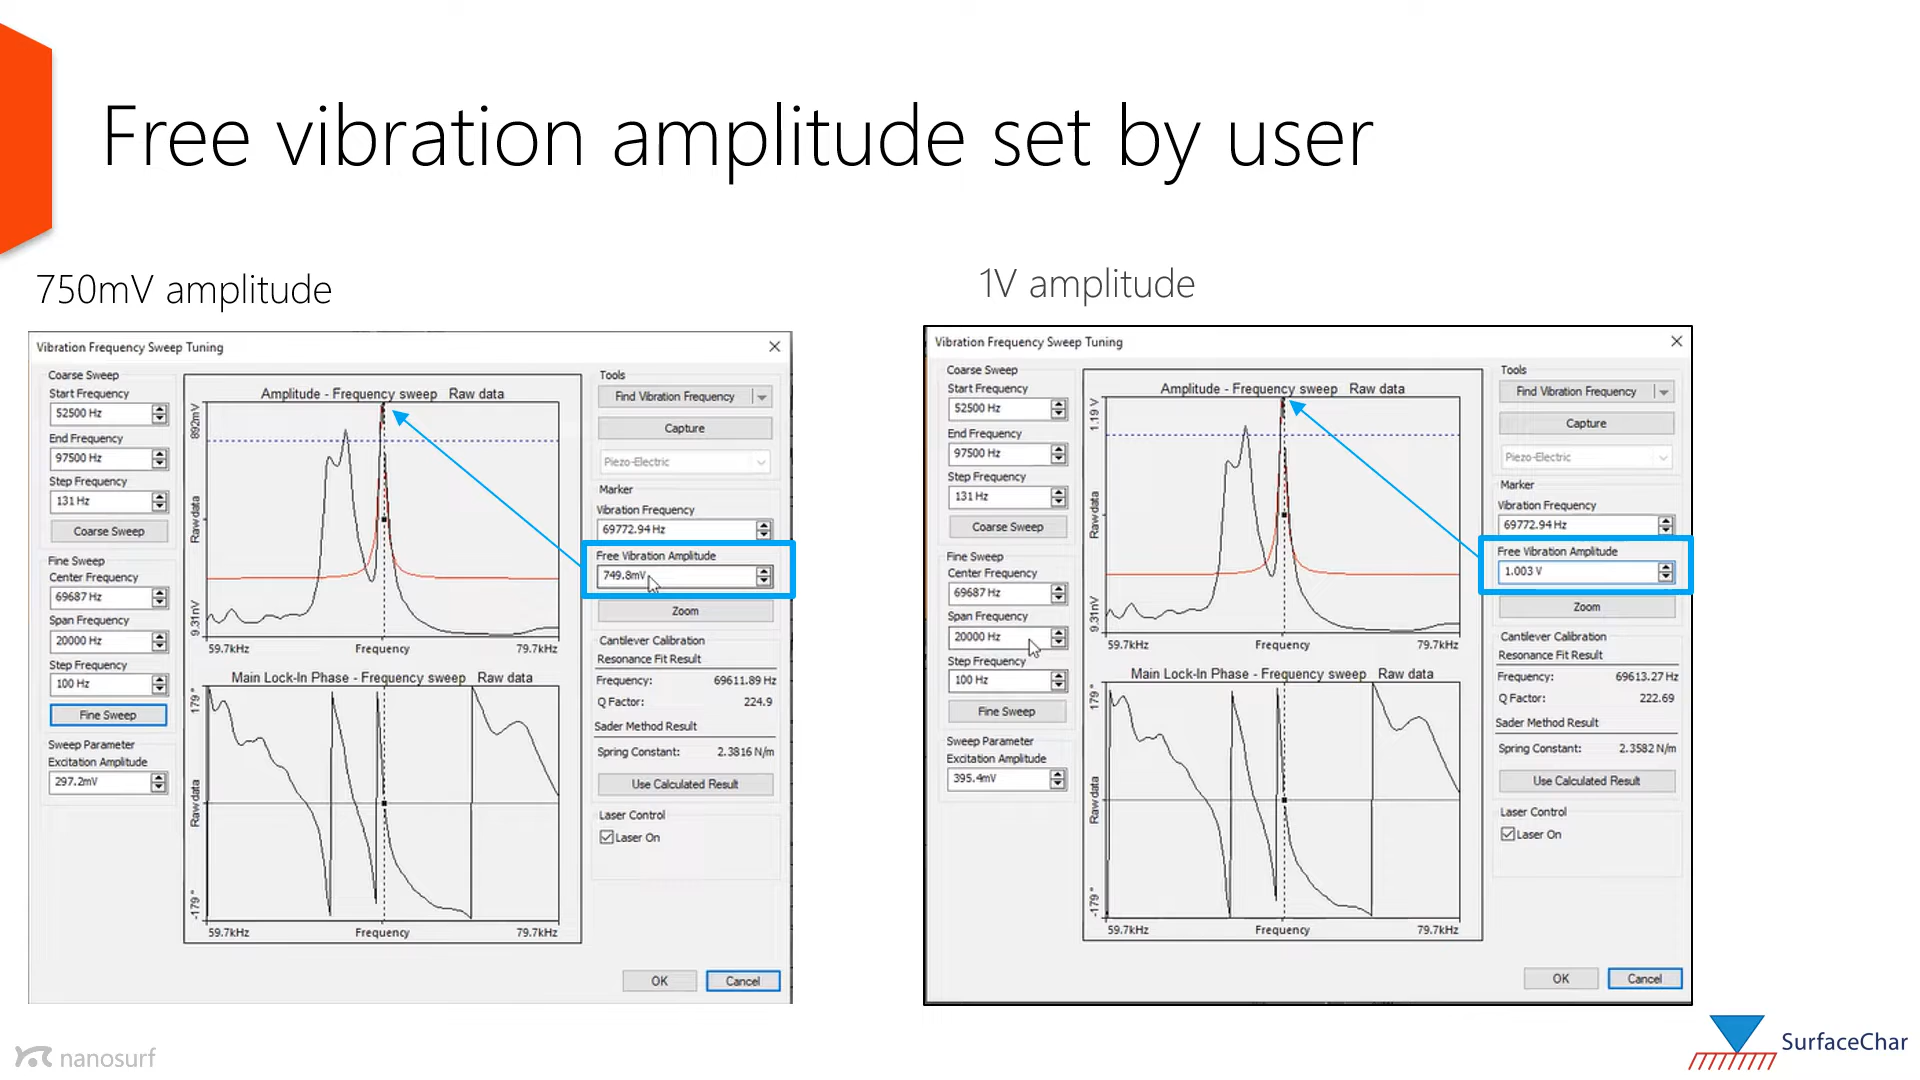 Free vibration amplitude set by user
750mV amplitude
Vibration Frequency Sweep Tuning
Coarse Sweep
Start Frequency
52500 Hz
End Frequency
97500 Hz
Step Frequency
131 Hz
Coarse Sweep
Fine Sweep
Center Frequency
69687 Hz
Span Frequency
20000 Hz
Step Frequency
100 Hz
Fine Sweep
Sweep Parameter
Excitation Amplitude
297.2mV
Amplitude - Frequency sweep Raw data
892mV
Rawdata
9.31nV
59.7kHz Frequency 79.7kHz
Main Lock-In Phase - Frequency sweep Raw data
179 °
Rawdata
-179 °
59.7kHz Frequency 79.7kHz
Tools
Find Vibration Frequency
Capture
Piezo-Electric
Marker
Vibration Frequency
69772.94 Hz
Free Vibration Amplitude
749.8mV
Zoom
Cantilever Calibration
Resonance Fit Result
Frequency: 69611.89 Hz
Q Factor: 224.9
Sader Method Result
Spring Constant: 2.3816 N/m
Use Calculated Result
Laser Control
Laser On
OK Cancel
1V amplitude
Vibration Frequency Sweep Tuning
Coarse Sweep
Start Frequency
52500 Hz
End Frequency
97500 Hz
Step Frequency
131 Hz
Coarse Sweep
Fine Sweep
Center Frequency
69687 Hz
Span Frequency
20000 Hz
Step Frequency
100 Hz
Fine Sweep
Sweep Parameter
Excitation Amplitude
395.4mV
Amplitude - Frequency sweep Raw data
1.19 V
Rawdata
9.31nV
59.7kHz Frequency 79.7kHz
Main Lock-In Phase - Frequency sweep Raw data
179 °
Rawdata
-179 °
59.7kHz Frequency 79.7kHz
Tools
Find Vibration Frequency
Capture
Piezo-Electric
Marker
Vibration Frequency
69772.94 Hz
Free Vibration Amplitude
1.003 V
Zoom
Cantilever Calibration
Resonance Fit Result
Frequency: 69613.27 Hz
Q Factor: 222.69
Sader Method Result
Spring Constant: 2.3582 N/m
Use Calculated Result
Laser Control
Laser On
OK Cancel
nanosurf
SurfaceChar